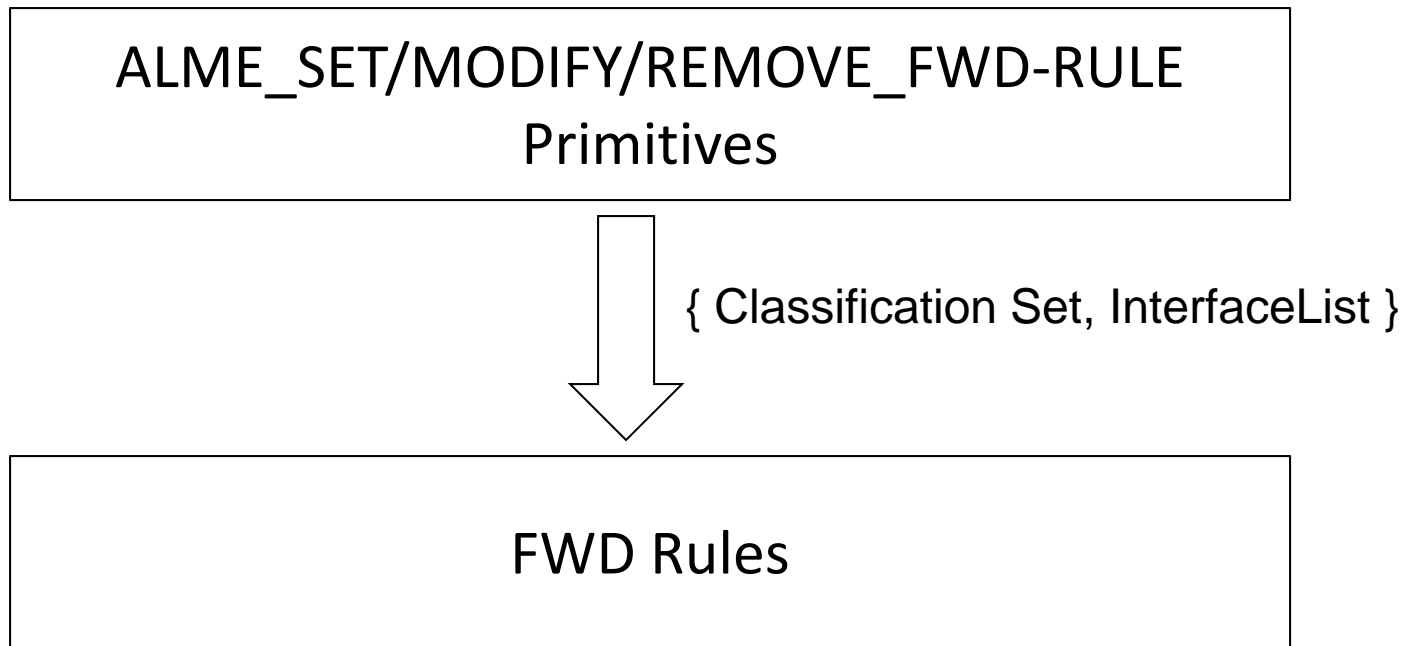 ALME_SET/MODIFY/REMOVE_FWD-RULE
Primitives
{ Classification Set, InterfaceList }
FWD Rules